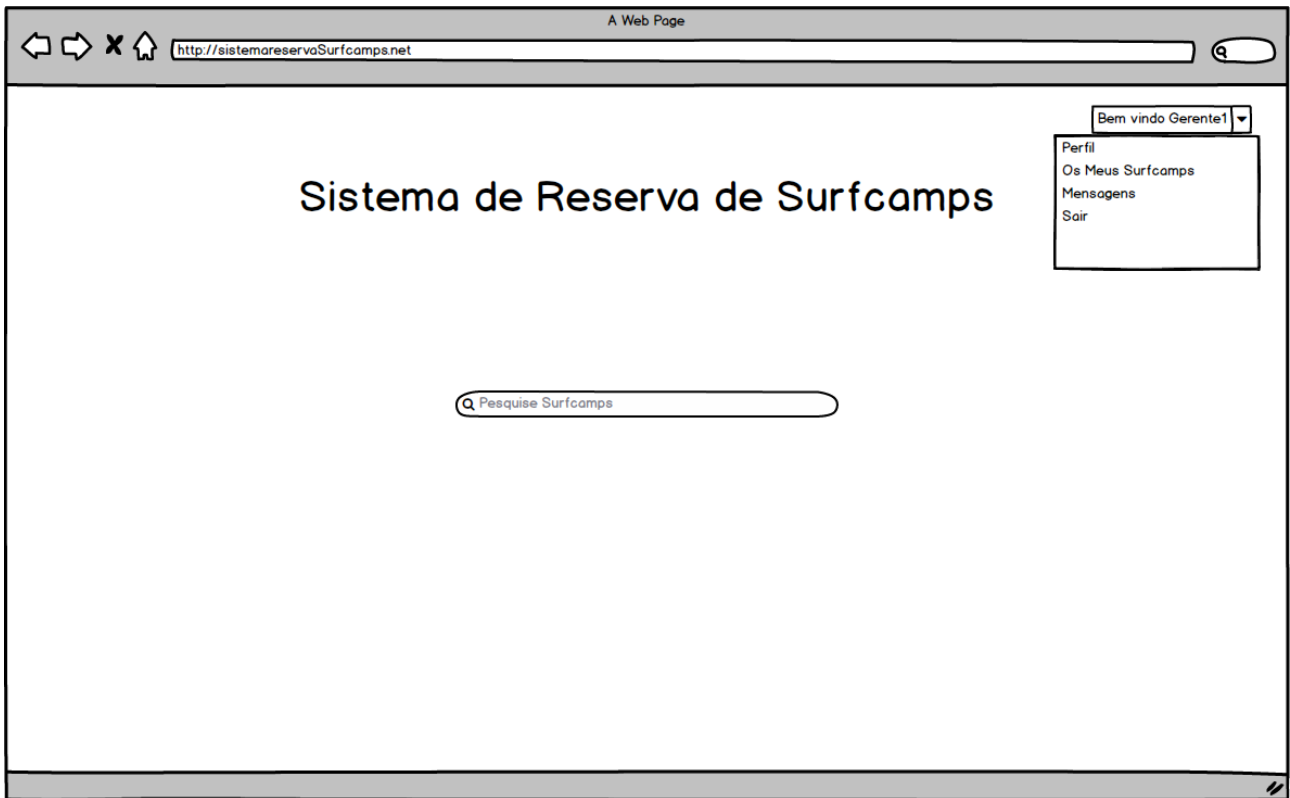 A Web Page
http://sistemareservaSurfcamps.net
Bem vindo Gerente1
Perfil
Os Meus Surfcamps
Mensagens
Sair
Sistema de Reserva de Surfcamps
Pesquise Surfcamps